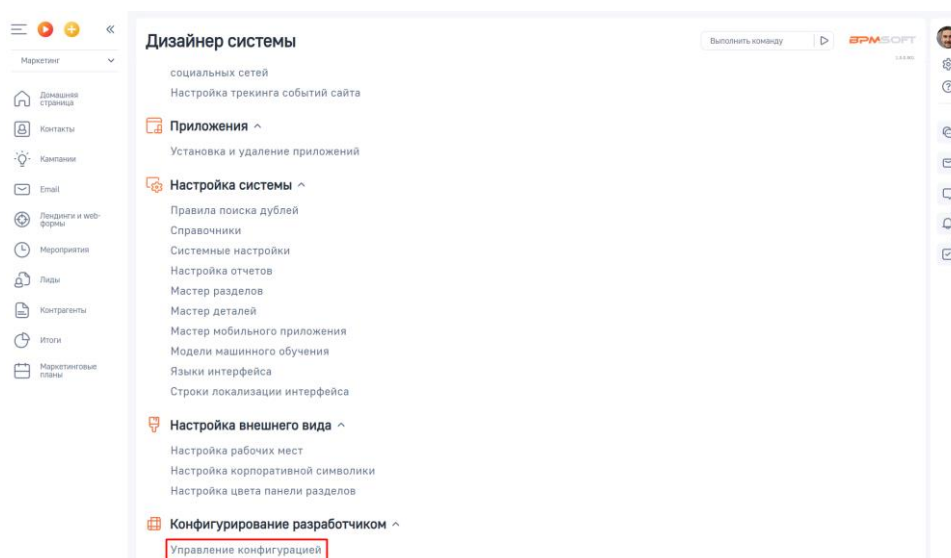 Маркетинг
Домашняя
страница
Контакты
Кампании
Email
Лендинги и web-
формы
Мероприятия
Лиды
Контрагенты
Итоги
Маркетинговые
планы
Дизайнер системы
Выполнить команду
BPMSOFT
социальных сетей
Настройка трекинга событий сайта
Приложения
Установка и удаление приложений
Настройка системы
Правила поиска дублей
Справочники
Системные настройки
Настройка отчетов
Мастер разделов
Мастер деталей
Мастер мобильного приложения
Модели машинного обучения
Языки интерфейса
Строки локализации интерфейса
Настройка внешнего вида
Настройка рабочих мест
Настройка корпоративной символики
Настройка цвета панели разделов
Конфигурирование разработчиком
Управление конфигурацией